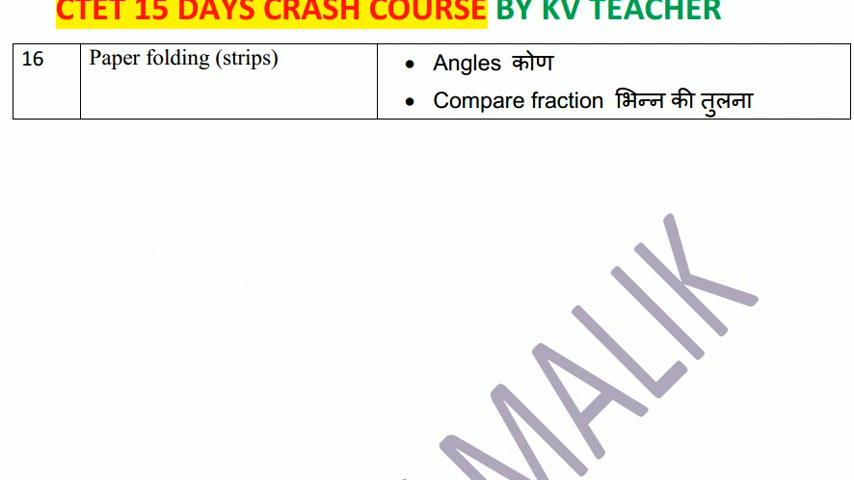 CTET 15 DAYS CRASH COURSE BY KV TEACHER
16 Paper folding (strips) • Angles कोण
• Compare fraction भिन्न की तुलना
MALIK